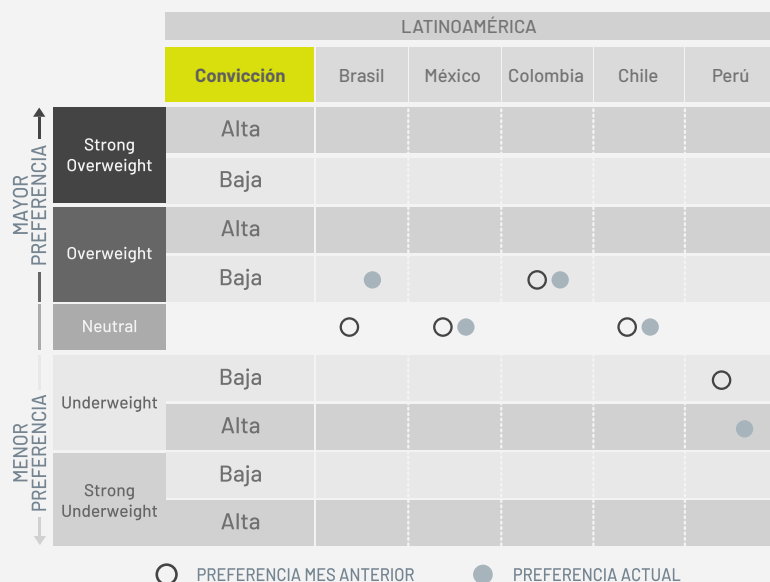 LATINOAMÉRICA
Convicción Brasil México Colombia Chile Perú
MAYOR
PREFERENCIA
Strong
Overweight
Alta
Baja
Overweight
Alta
Baja
Neutral
MENOR
PREFERENCIA
Underweight
Baja
Alta
Strong
Underweight
Baja
Alta
PREFERENCIA MES ANTERIOR PREFERENCIA ACTUAL